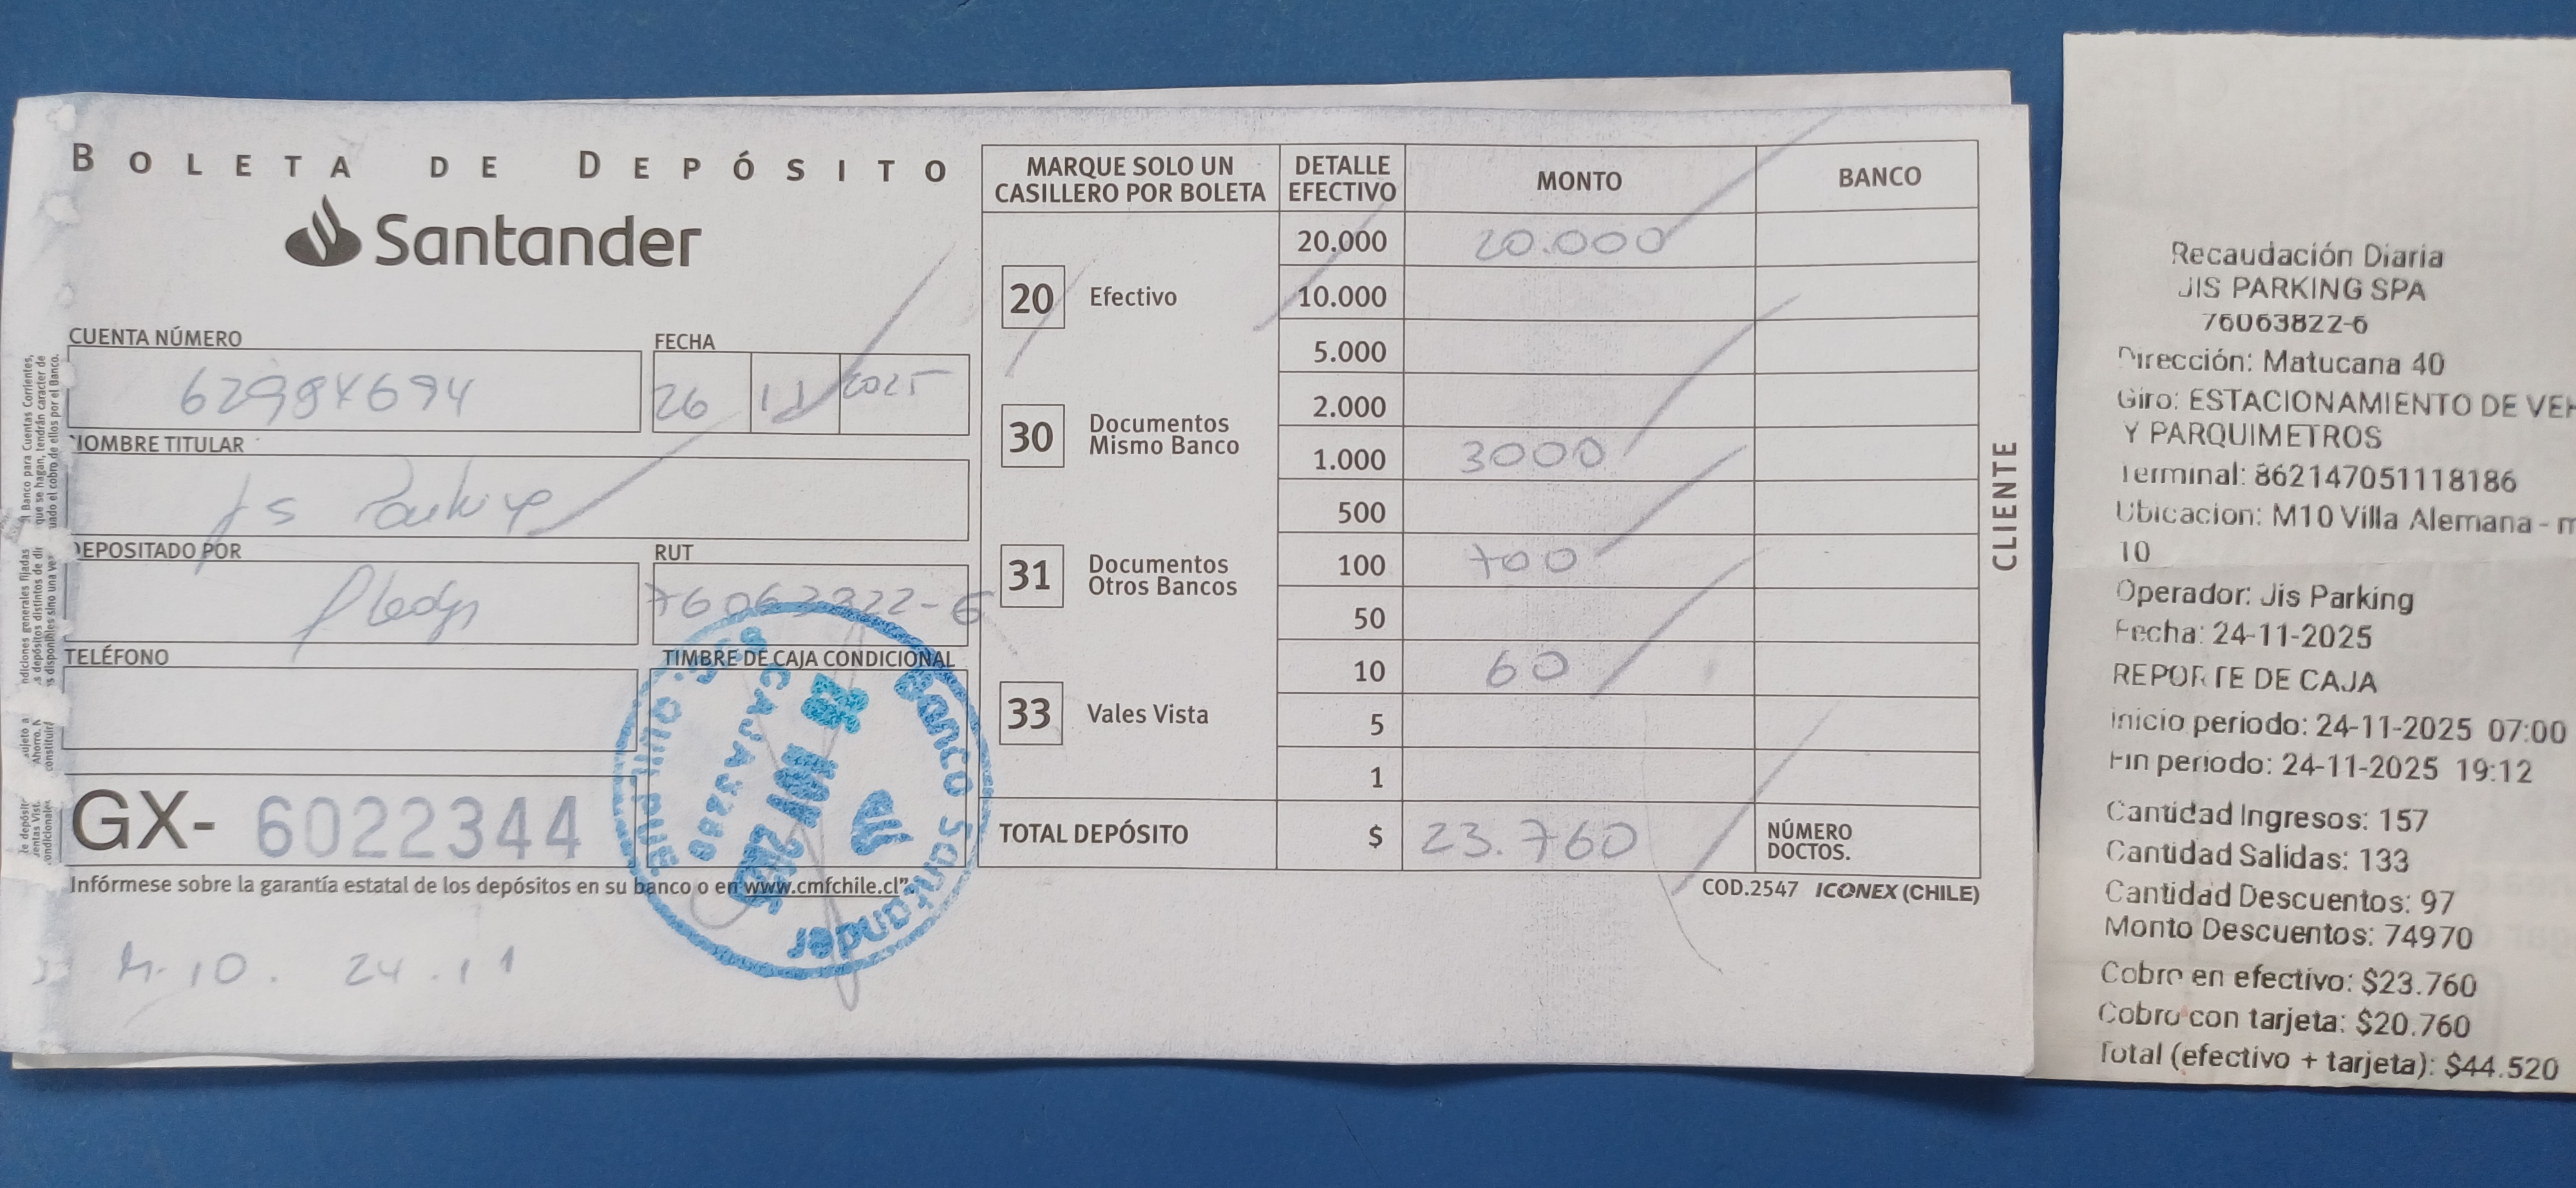 BOLETA DE DEPÓSITO
Santander
CUENTA NÚMERO
62984694
FECHA
26 11 2025
NOMBRE TITULAR
Jis Parking
DEPOSITADO POR
RUT
76063822-6
TELÉFONO
TIMBRE DE CAJA CONDICIONAL
GX- 6022344
Infórmese sobre la garantía estatal de los depósitos en su banco o en www.cmfchile.cl"
M-10. 24.11
Banco Santander
CAJA
NOV 2025
QUILPUE
MARQUE SOLO UN CASILLERO POR BOLETA
DETALLE EFECTIVO
MONTO
BANCO
20 Efectivo
30 Documentos Mismo Banco
31 Documentos Otros Bancos
33 Vales Vista
20.000 20.000
10.000
5.000
2.000
1.000 3000
500
100 700
50
10 60
5
1
TOTAL DEPÓSITO $ 23.760
NÚMERO DOCTOS.
COD.2547 ICONEX (CHILE)
CLIENTE
Recaudación Diaria
JIS PARKING SPA
76063822-6
Dirección: Matucana 40
Giro: ESTACIONAMIENTO DE VEH
Y PARQUIMETROS
Terminal: 862147051118186
Ubicacion: M10 Villa Alemana - m
10
Operador: Jis Parking
Fecha: 24-11-2025
REPORTE DE CAJA
Inicio periodo: 24-11-2025 07:00
Fin periodo: 24-11-2025 19:12
Cantidad Ingresos: 157
Cantidad Salidas: 133
Cantidad Descuentos: 97
Monto Descuentos: 74970
Cobro en efectivo: $23.760
Cobro con tarjeta: $20.760
Total (efectivo + tarjeta): $44.520